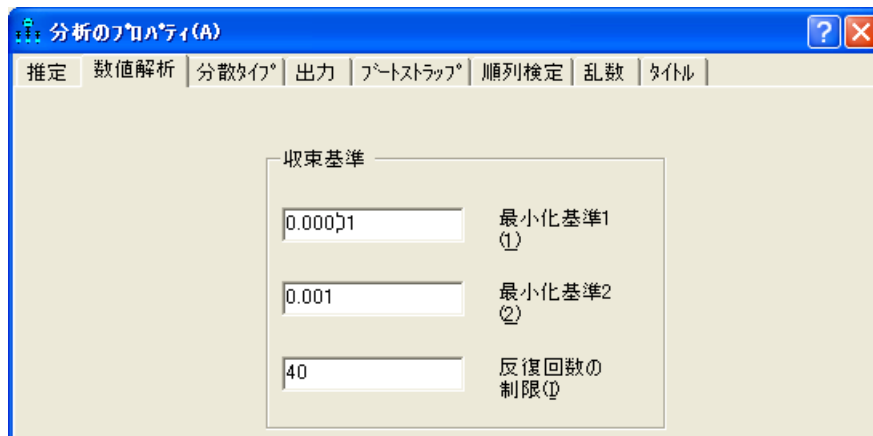 分析のﾌﾟﾛﾊﾟﾃｨ(A)
推定 数値解析 分散ﾀｲﾌﾟ 出力 ﾌﾞｰﾄｽﾄﾗｯﾌﾟ 順列検定 乱数 ﾀｲﾄﾙ
収束基準
0.00001 最小化基準1
(1)
0.001 最小化基準2
(2)
40 反復回数の
制限(I)